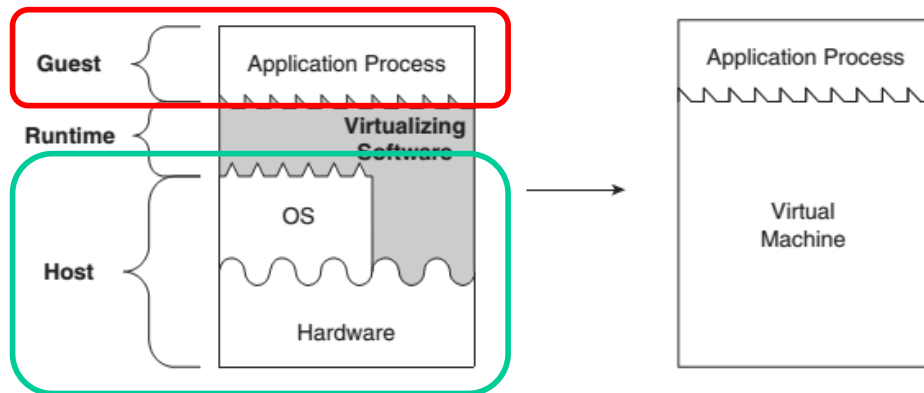 Guest
Application Process
Runtime
Virtualizing
Software
OS
Host
Hardware
Application Process
Virtual
Machine